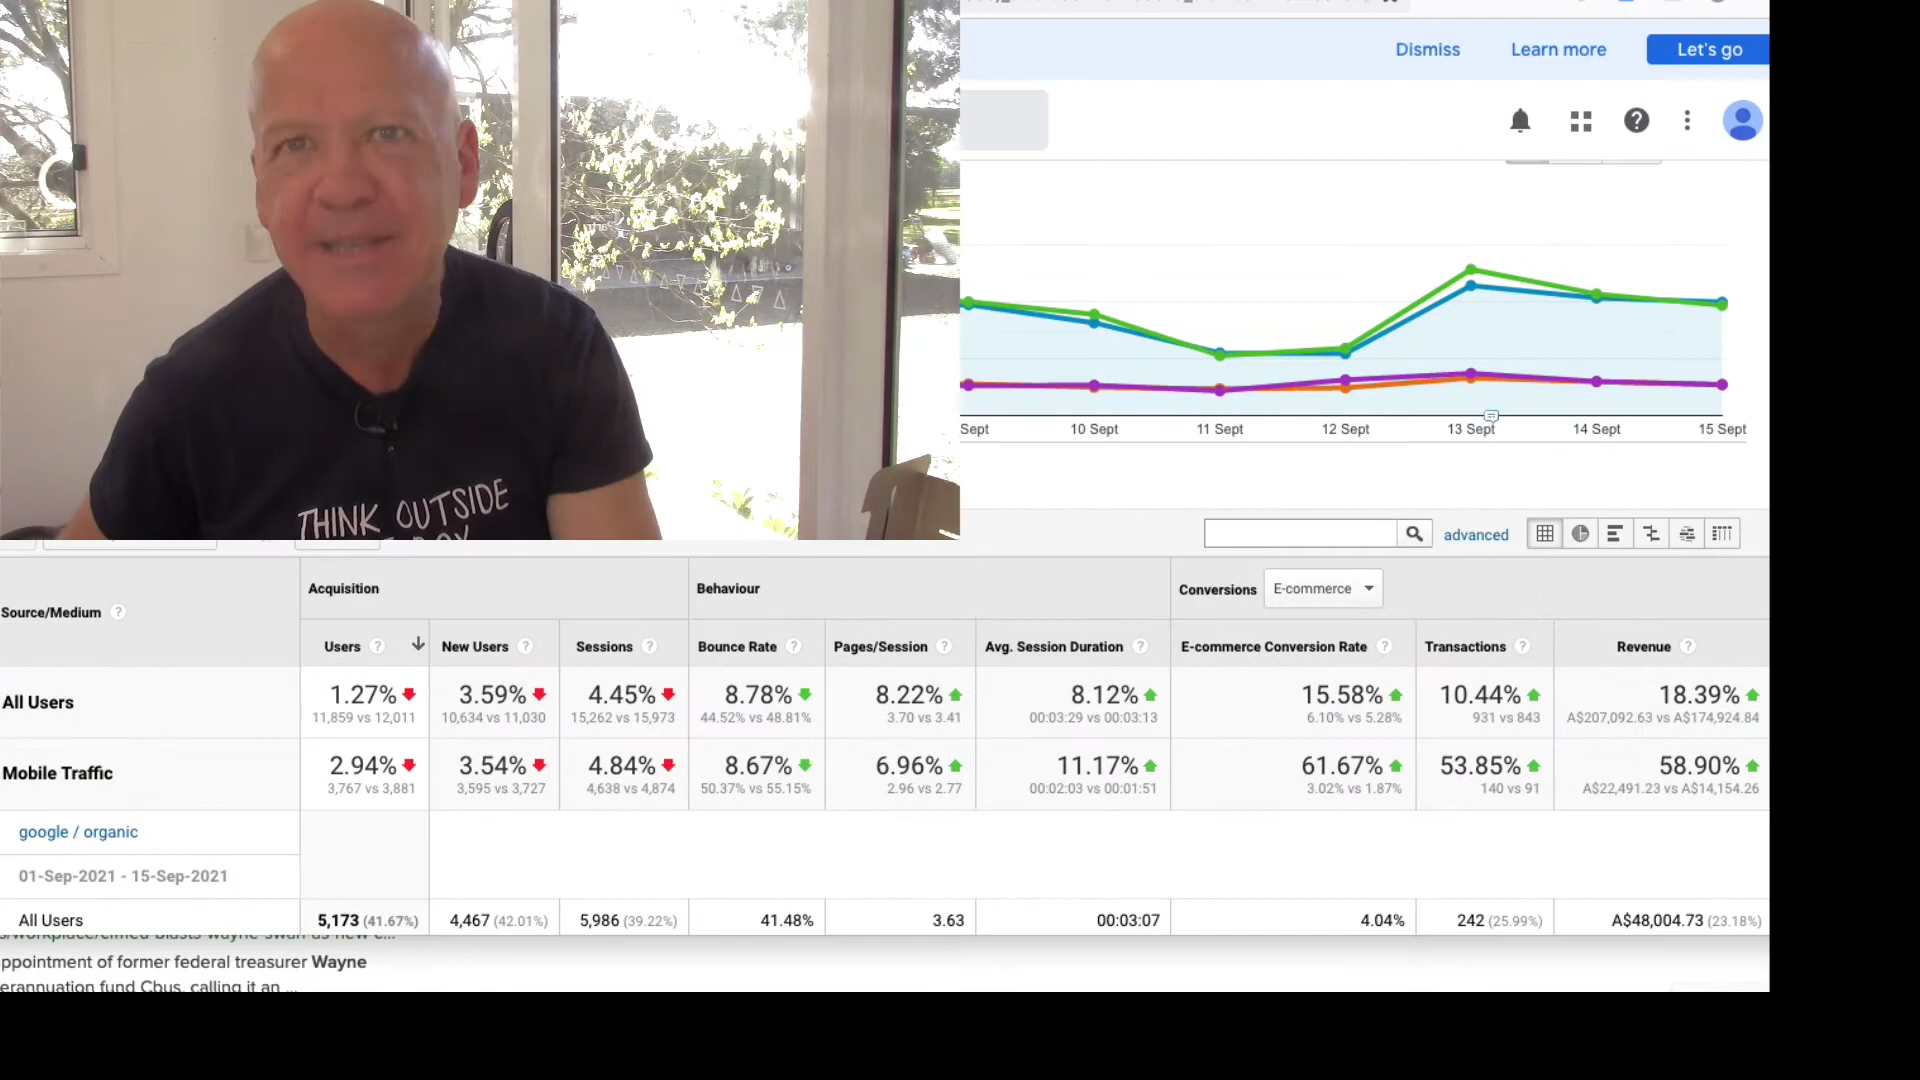 Dismiss
Learn more
Let's go
THINK OUTSIDE
Sept
10 Sept
11 Sept
12 Sept
13 Sept
14 Sept
15 Sept
advanced
Source/Medium ?
Acquisition
Behaviour
Conversions
E-commerce
Users ?
New Users ?
Sessions ?
Bounce Rate ?
Pages/Session ?
Avg. Session Duration ?
E-commerce Conversion Rate ?
Transactions ?
Revenue ?
All Users
1.27%
11,859 vs 12,011
3.59%
10,634 vs 11,030
4.45%
15,262 vs 15,973
8.78%
44.52% vs 48.81%
8.22%
3.70 vs 3.41
8.12%
00:03:29 vs 00:03:13
15.58%
6.10% vs 5.28%
10.44%
931 vs 843
18.39%
A$207,092.63 vs A$174,924.84
Mobile Traffic
2.94%
3,767 vs 3,881
3.54%
3,595 vs 3,727
4.84%
4,638 vs 4,874
8.67%
50.37% vs 55.15%
6.96%
2.96 vs 2.77
11.17%
00:02:03 vs 00:01:51
61.67%
3.02% vs 1.87%
53.85%
140 vs 91
58.90%
A$22,491.23 vs A$14,154.26
google / organic
01-Sep-2021 - 15-Sep-2021
All Users
5,173 (41.67%)
4,467 (42.01%)
5,986 (39.22%)
41.48%
3.63
00:03:07
4.04%
242 (25.99%)
A$48,004.73 (23.18%)
ppointment of former federal treasurer Wayne
erannuation fund Cbus, calling it an ...